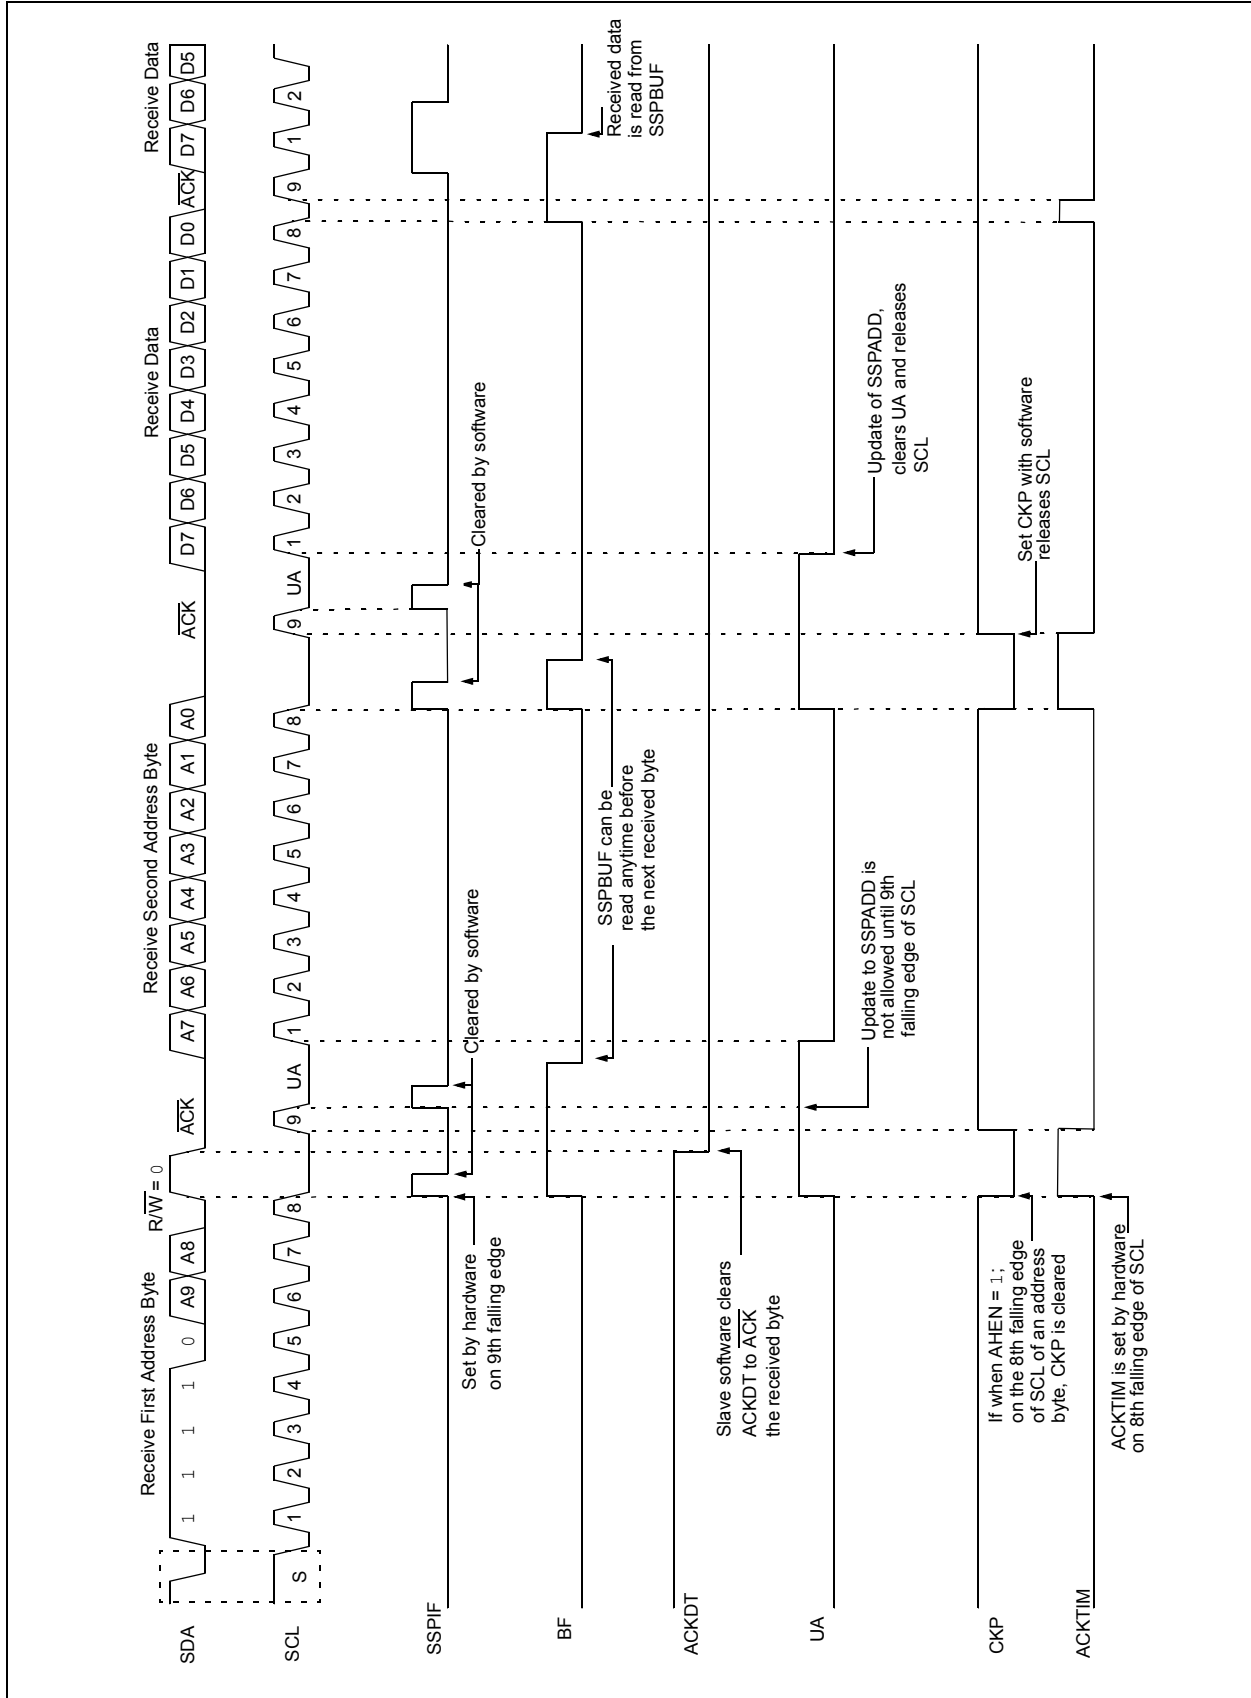 Receive First Address Byte
R/W = 0
Receive Second Address Byte
Receive Data
Receive Data
SDA
1 1 1 1 0 A9 A8
ACK
A7 A6 A5 A4 A3 A2 A1 A0
ACK
D7 D6 D5 D4 D3 D2 D1 D0
ACK
D7 D6 D5
SCL
S
1 2 3 4 5 6 7 8 9 UA
1 2 3 4 5 6 7 8 9 UA
1 2 3 4 5 6 7 8 9
1 2
SSPIF
Set by hardware
on 9th falling edge
Cleared by software
Cleared by software
BF
SSPBUF can be
read anytime before
the next received byte
Received data
is read from
SSPBUF
ACKDT
Slave software clears
ACKDT to ACK
the received byte
UA
Update to SSPADD is
not allowed until 9th
falling edge of SCL
Update of SSPADD,
clears UA and releases
SCL
CKP
If when AHEN = 1;
on the 8th falling edge
of SCL of an address
byte, CKP is cleared
Set CKP with software
releases SCL
ACKTIM
ACKTIM is set by hardware
on 8th falling edge of SCL